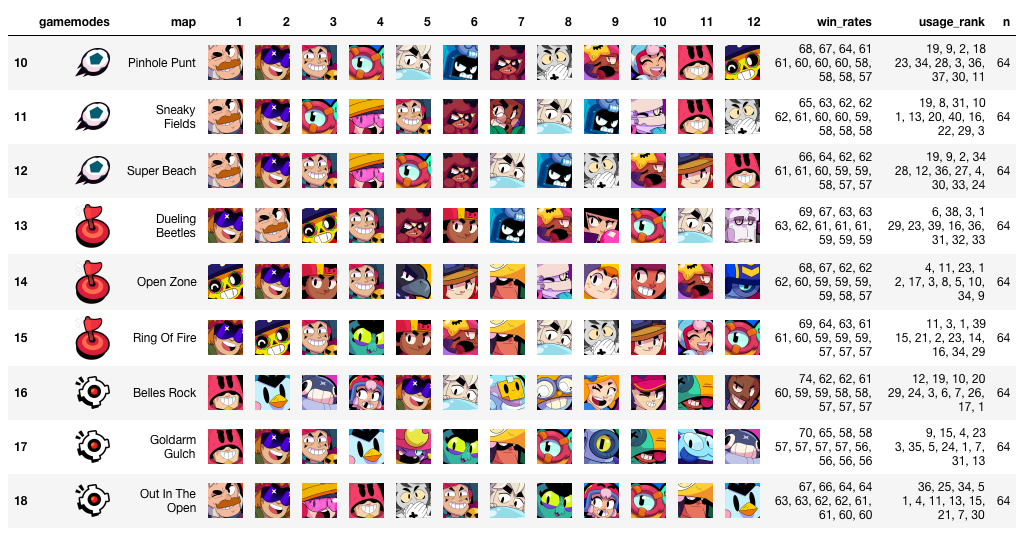 gamemodes map 1 2 3 4 5 6 7 8 9 10 11 12 win_rates usage_rank n
10 Pinhole Punt 68, 67, 64, 61 19, 9, 2, 18 64
61, 60, 60, 60, 58, 23, 34, 28, 3, 36,
58, 58, 57 37, 30, 11
11 Sneaky Fields 65, 63, 62, 62 19, 8, 31, 10 64
62, 61, 60, 60, 59, 1, 13, 20, 40, 16,
58, 58, 58 22, 29, 3
12 Super Beach 66, 64, 62, 62 19, 9, 2, 34 64
61, 61, 60, 59, 59, 28, 12, 36, 27, 4,
58, 57, 57 30, 33, 24
13 Dueling Beetles 69, 67, 63, 63 6, 38, 3, 1 64
63, 62, 61, 61, 61, 29, 23, 39, 16, 36,
59, 59, 59 31, 32, 33
14 Open Zone 68, 67, 62, 62 4, 11, 23, 1 64
62, 60, 59, 59, 59, 2, 17, 3, 8, 5, 10,
59, 58, 57 34, 9
15 Ring Of Fire 69, 64, 63, 61 11, 3, 1, 39 64
61, 60, 59, 59, 59, 15, 21, 2, 23, 14,
57, 57, 57 16, 34, 29
16 Belles Rock 74, 62, 62, 61 12, 19, 10, 20 64
60, 59, 59, 58, 58, 29, 24, 3, 6, 7, 26,
57, 57, 57 17, 1
17 Goldarm Gulch 70, 65, 58, 58 9, 15, 4, 23 64
57, 57, 57, 57, 56, 3, 35, 5, 24, 1, 7,
56, 56, 56 31, 13
18 Out In The Open 67, 66, 64, 64 36, 25, 34, 5 64
63, 63, 62, 62, 61, 1, 4, 11, 13, 15,
61, 60, 60 21, 7, 30